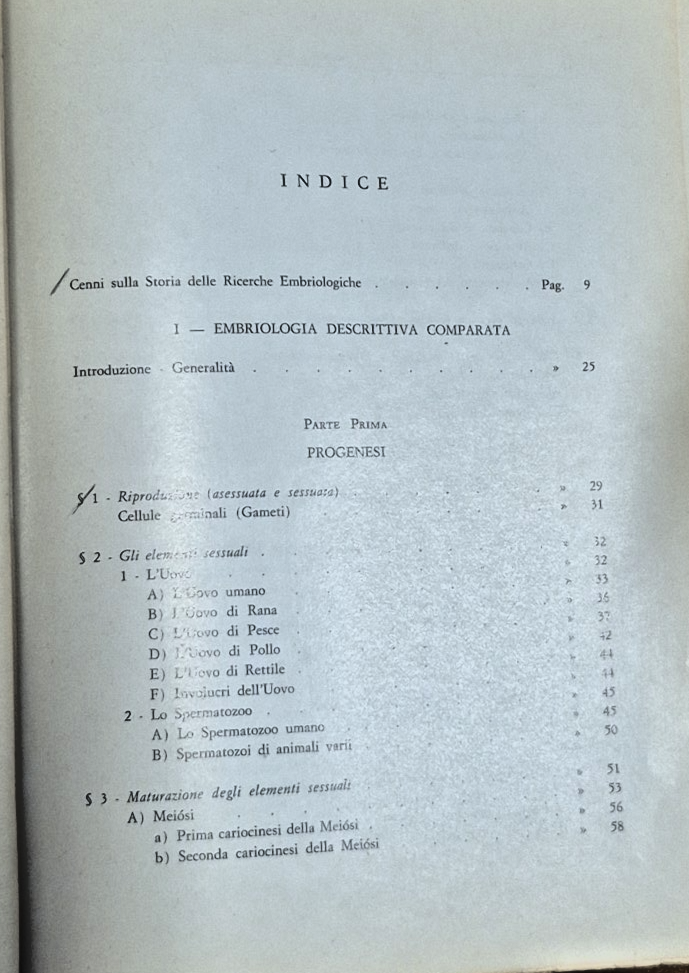 INDICE
Cenni sulla Storia delle Ricerche Embriologiche . . . . . . Pag. 9
I — EMBRIOLOGIA DESCRITTIVA COMPARATA
Introduzione - Generalità . . . . . . . . . . » 25
PARTE PRIMA
PROGENESI
§ 1 - Riproduzione (asessuata e sessuata) . . . . . » 29
Cellule germinali (Gameti) . . . . . . » 31
§ 2 - Gli elementi sessuali . . . . . . » 32
1 - L'Uovo . . . . . . » 32
A) L'Uovo umano . . . . . » 33
B) L'Uovo di Rana . . . . . » 36
C) L'Uovo di Pesce . . . . . » 37
D) L'Uovo di Pollo . . . . . » 42
E) L'Uovo di Rettile . . . . . » 44
F) Involucri dell'Uovo . . . . . » 44
2 - Lo Spermatozoo . . . . . » 45
A) Lo Spermatozoo umano . . . . » 45
B) Spermatozoi di animali varii . . . . » 50
§ 3 - Maturazione degli elementi sessuali . . . . » 51
A) Meiósi . . . . . . » 53
a) Prima cariocinesi della Meiósi . . . . » 56
b) Seconda cariocinesi della Meiósi . . . . » 58